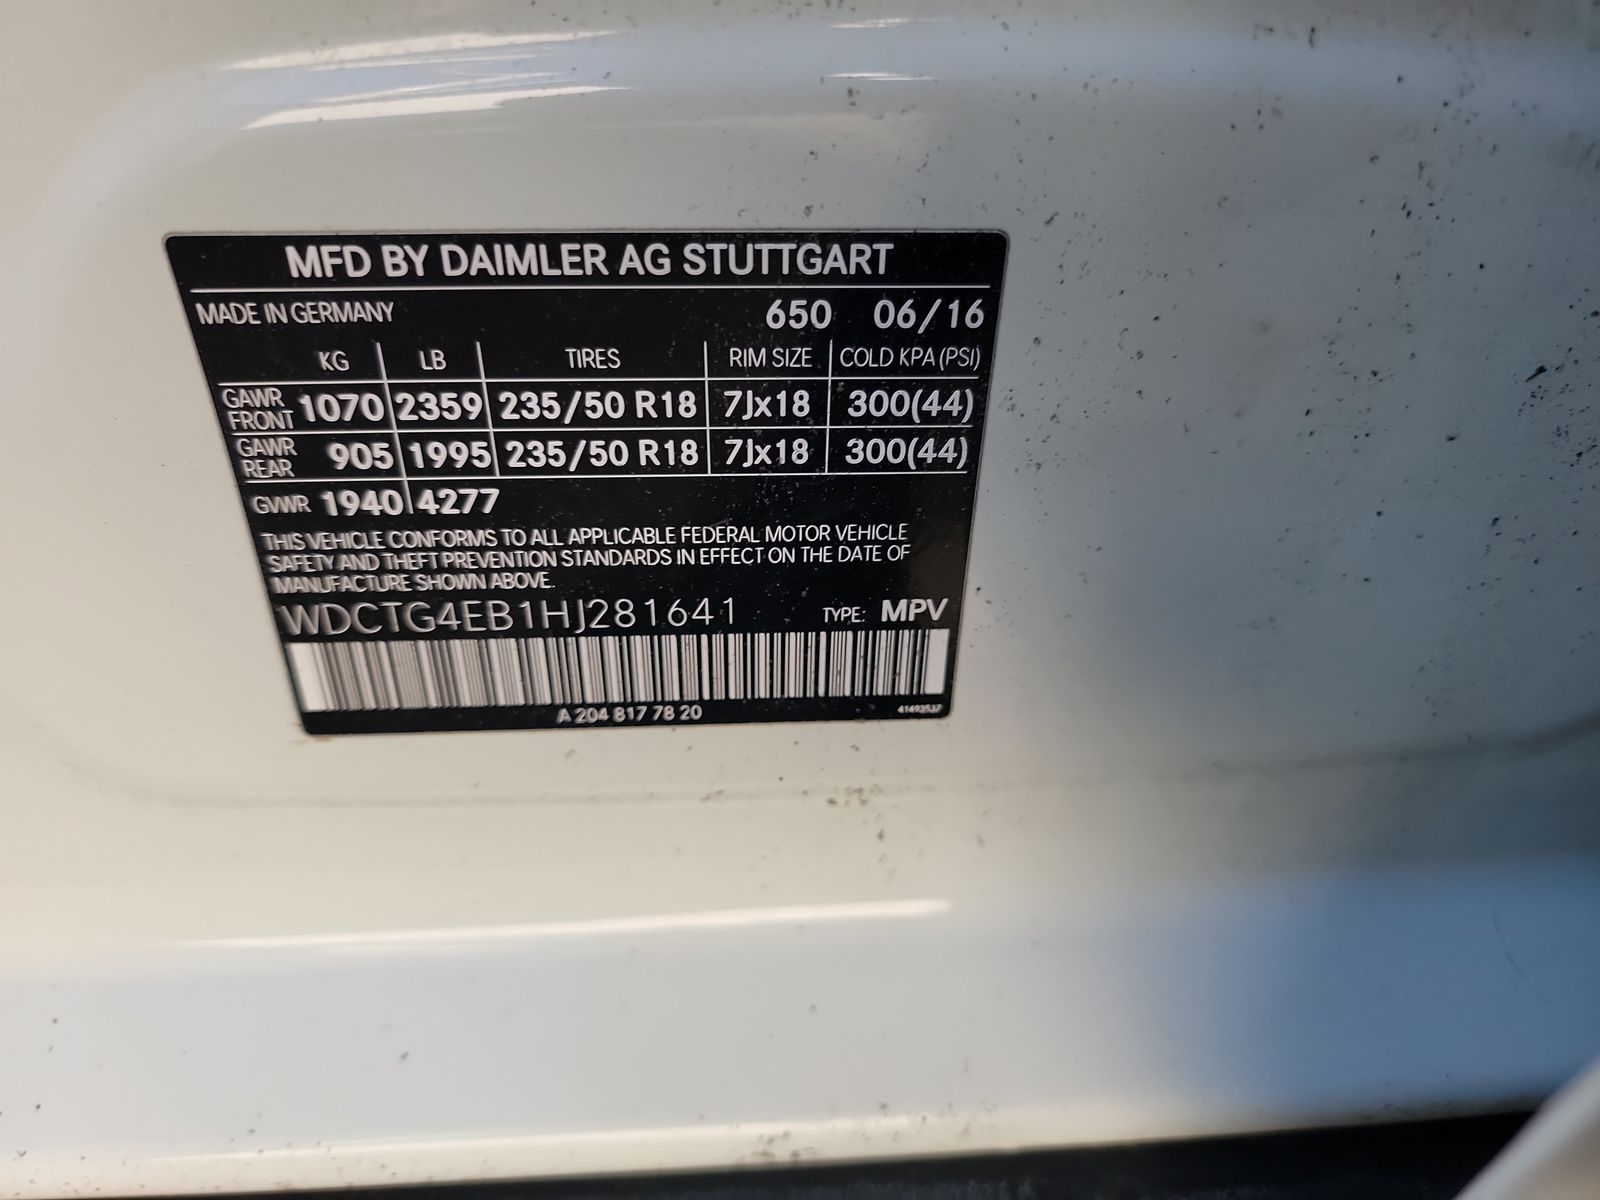 MFD BY DAIMLER AG STUTTGART
MADE IN GERMANY 650 06/16
KG LB TIRES RIM SIZE COLD KPA (PSI)
GAWR FRONT 1070 2359 235/50 R18 7Jx18 300(44)
GAWR REAR 905 1995 235/50 R18 7Jx18 300(44)
GVWR 1940 4277
THIS VEHICLE CONFORMS TO ALL APPLICABLE FEDERAL MOTOR VEHICLE
SAFETY AND THEFT PREVENTION STANDARDS IN EFFECT ON THE DATE OF
MANUFACTURE SHOWN ABOVE.
WDCTG4EB1HJ281641 TYPE: MPV
A 204 817 78 20 41493537